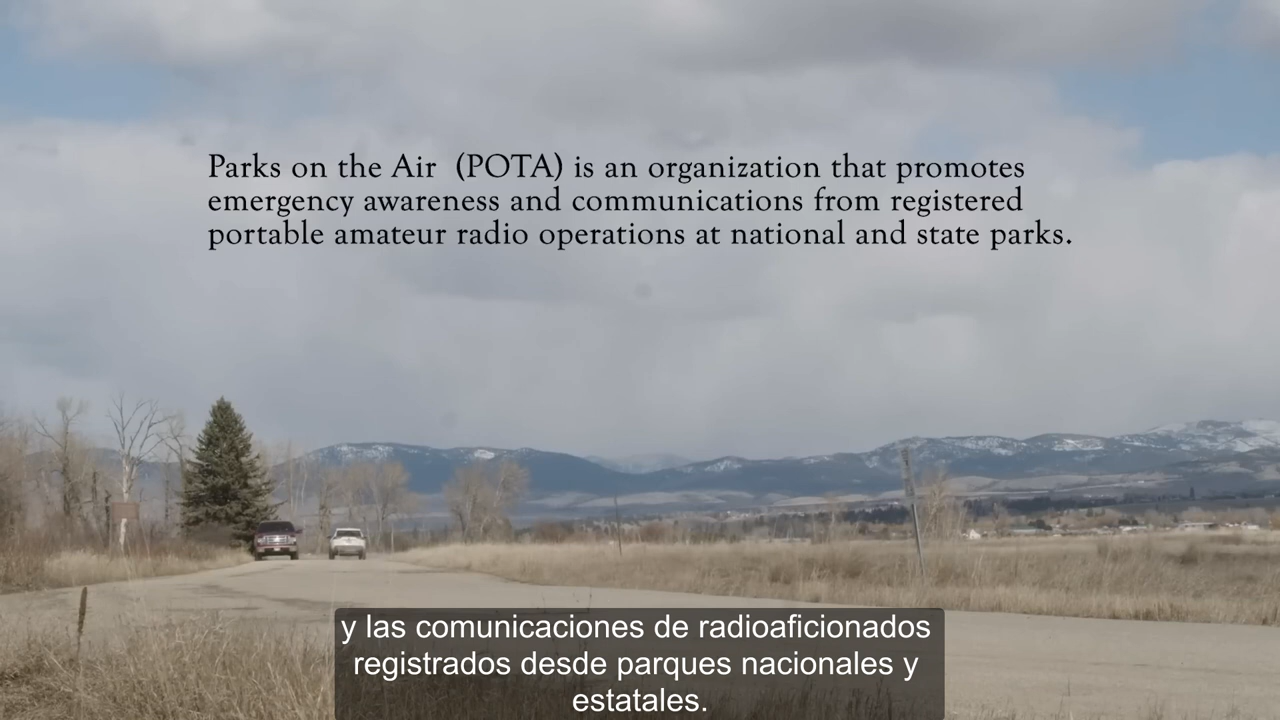 Parks on the Air (POTA) is an organization that promotes
emergency awareness and communications from registered
portable amateur radio operations at national and state parks.
y las comunicaciones de radioaficionados
registrados desde parques nacionales y
estatales.